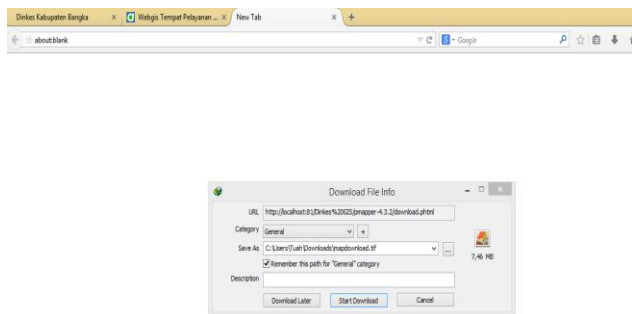 Dinkes Kabupaten Bangka × Webgis Tempat Pelayanan ... × New Tab × +
about:blank Google
Download File Info
URL http://localhost:81/Dinkes%20GIS/pmapper-4.3.2/download.phtml
Category General +
Save As C:\Users\Tuah\Downloads\mapdownload.tif ...
7,46 MB
Remember this path for "General" category
Description
Download Later Start Download Cancel